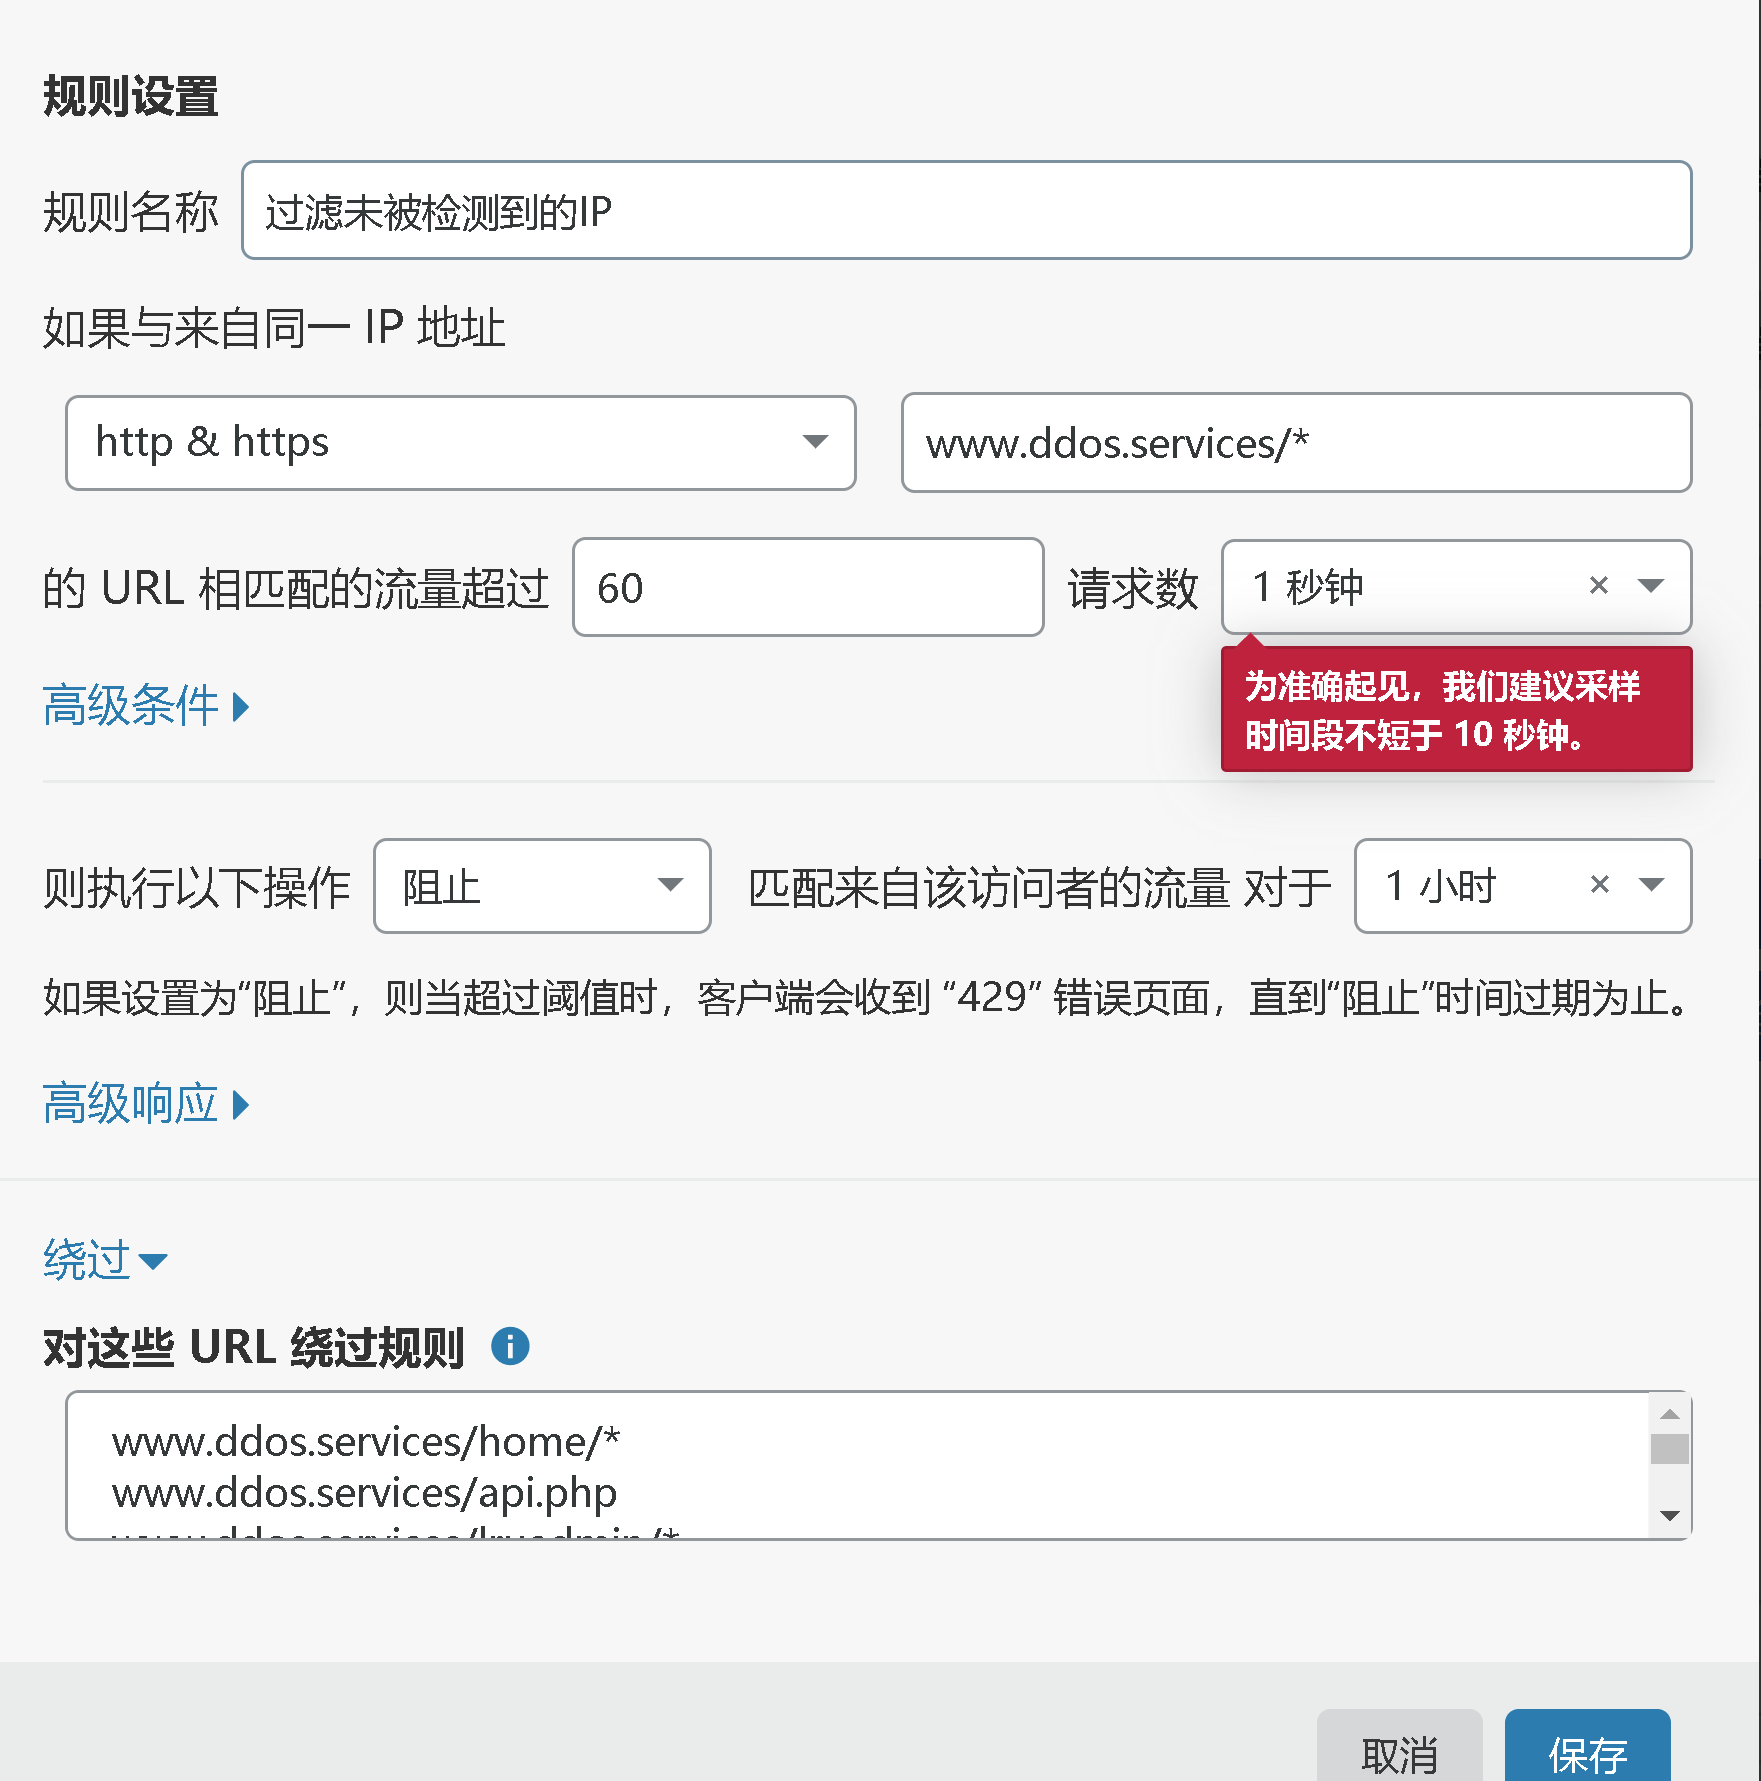 规则设置
规则名称 过滤未被检测到的IP
如果与来自同一 IP 地址
http & https www.ddos.services/*
的 URL 相匹配的流量超过 60 请求数 1 秒钟
为准确起见，我们建议采样
时间段不短于 10 秒钟。
高级条件
则执行以下操作 阻止 匹配来自该访问者的流量 对于 1 小时
如果设置为“阻止”，则当超过阈值时，客户端会收到 “429” 错误页面，直到“阻止”时间过期为止。
高级响应
绕过
对这些 URL 绕过规则
www.ddos.services/home/*
www.ddos.services/api.php
取消 保存